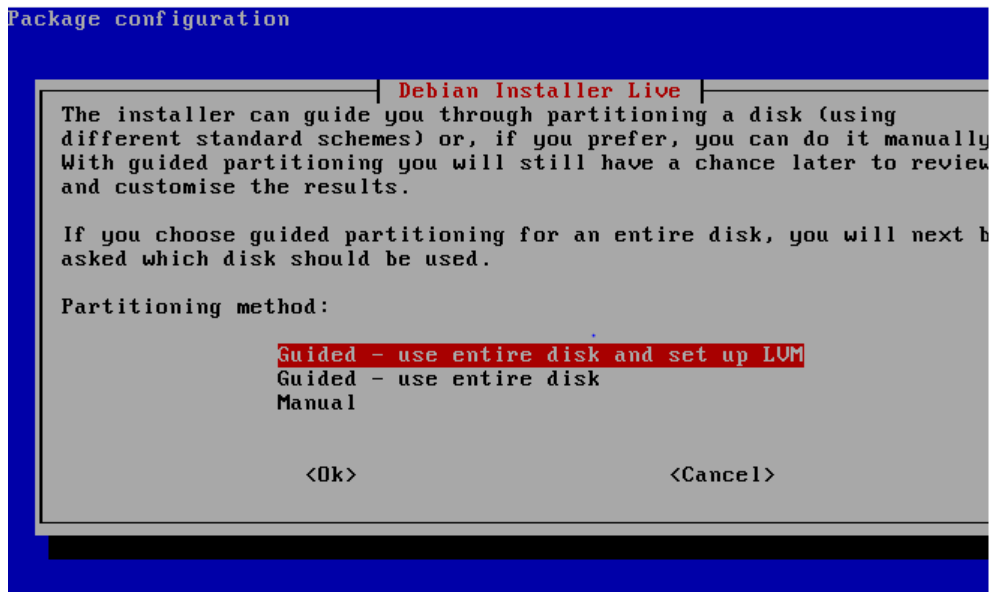 Package configuration
Debian Installer Live
The installer can guide you through partitioning a disk (using
different standard schemes) or, if you prefer, you can do it manually
With guided partitioning you will still have a chance later to review
and customise the results.
If you choose guided partitioning for an entire disk, you will next b
asked which disk should be used.
Partitioning method:
Guided - use entire disk and set up LVM
Guided - use entire disk
Manual
<Ok> <Cancel>